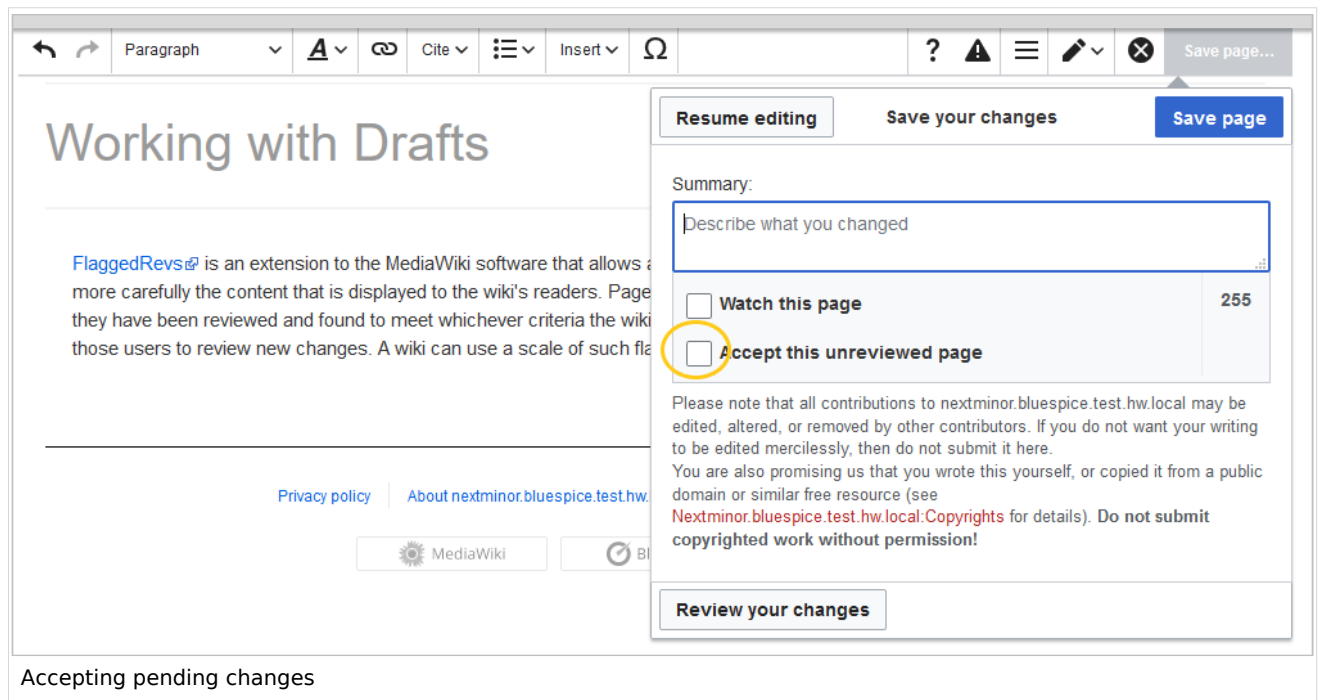 Paragraph
A
Cite
Insert
Ω
?
Save page...
Working with Drafts
Resume editing
Save your changes
Save page
Summary:
Describe what you changed
Watch this page
255
Accept this unreviewed page
FlaggedRevs is an extension to the MediaWiki software that allows
more carefully the content that is displayed to the wiki's readers. Page
they have been reviewed and found to meet whichever criteria the wiki
those users to review new changes. A wiki can use a scale of such
Please note that all contributions to nextminor.bluespice.test.hw.local may be
edited, altered, or removed by other contributors. If you do not want your writing
to be edited mercilessly, then do not submit it here.
You are also promising us that you wrote this yourself, or copied it from a public
domain or similar free resource (see
Nextminor.bluespice.test.hw.local:Copyrights for details). Do not submit
copyrighted work without permission!
Privacy policy
About nextminor.bluespice.test.hw.
MediaWiki
Review your changes
Accepting pending changes